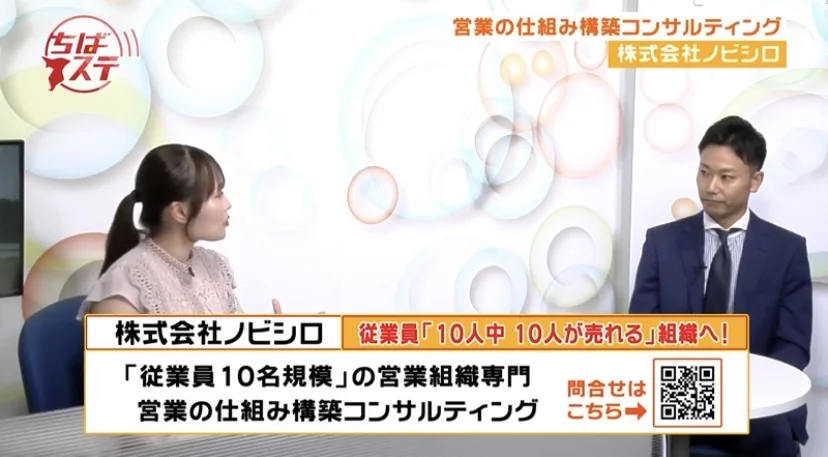 ちば
ステ
営業の仕組み構築コンサルティング
株式会社ノビシロ
株式会社ノビシロ
従業員「10人中 10人が売れる」組織へ！
「従業員10名規模」の営業組織専門
営業の仕組み構築コンサルティング
問合せは
こちら➡